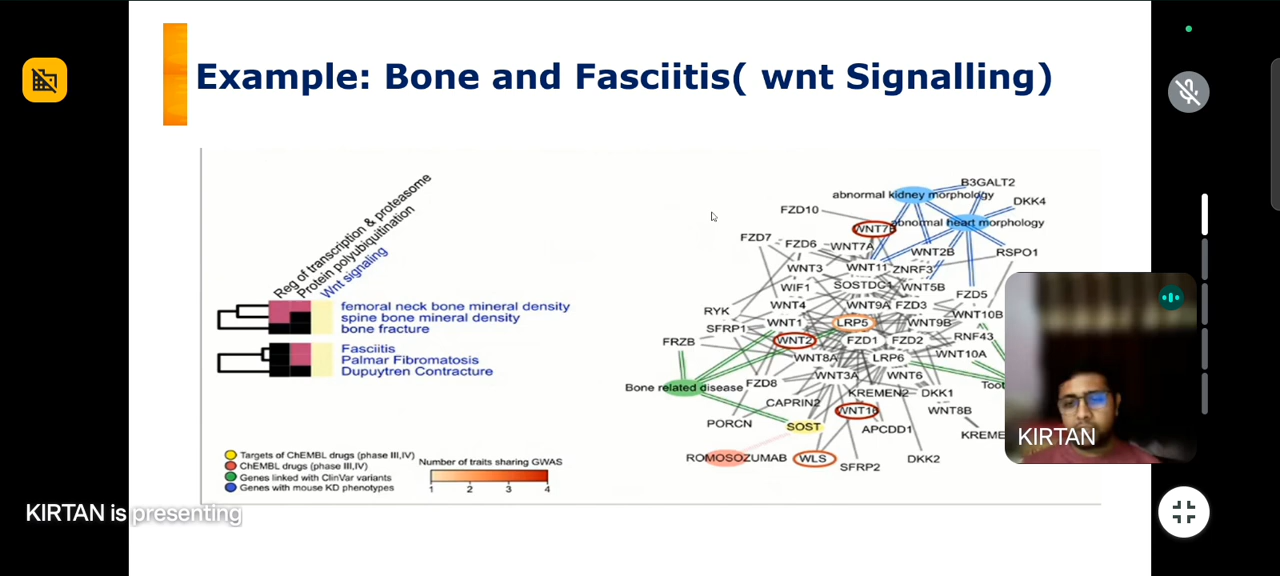 Example: Bone and Fasciitis( wnt Signalling)
Reg of transcription & proteasome
Protein polyubiquitination
Wnt signaling
femoral neck bone mineral density
spine bone mineral density
bone fracture
Fasciitis
Palmar Fibromatosis
Dupuytren Contracture
Targets of ChEMBL drugs (phase III,IV)
ChEMBL drugs (phase III,IV)
Genes linked with ClinVar variants
Genes with mouse KD phenotypes
Number of traits sharing GWAS
1 2 3 4
B3GALT2
abnormal kidney morphology
DKK4
FZD10
abnormal heart morphology
WNT7B
FZD7
FZD6
WNT7A
WNT2B
RSPO1
WNT3
WNT11
ZNRF3
WIF1
SOSTDC1
WNT5B
FZD5
WNT4
WNT9A
FZD3
RYK
WNT10B
SFRP1
WNT1
LRP5
WNT9B
FRZB
WNT2
FZD1
FZD2
RNF43
WNT8A
LRP6
WNT10A
WNT3A
WNT6
Bone related disease
FZD8
KREMEN2
DKK1
Toot
CAPRIN2
WNT16
WNT8B
PORCN
SOST
APCDD1
KREME
ROMOSOZUMAB
WLS
SFRP2
DKK2
KIRTAN
KIRTAN is presenting